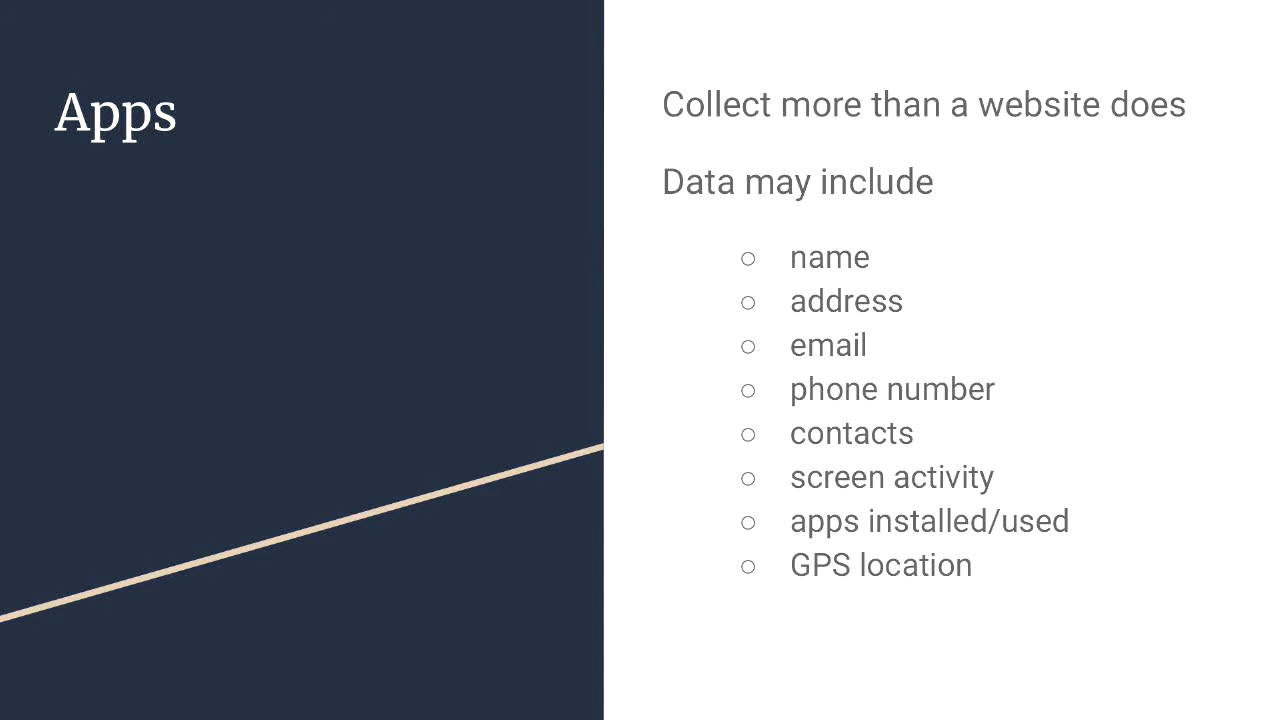 Apps
Collect more than a website does
Data may include
○ name
○ address
○ email
○ phone number
○ contacts
○ screen activity
○ apps installed/used
○ GPS location